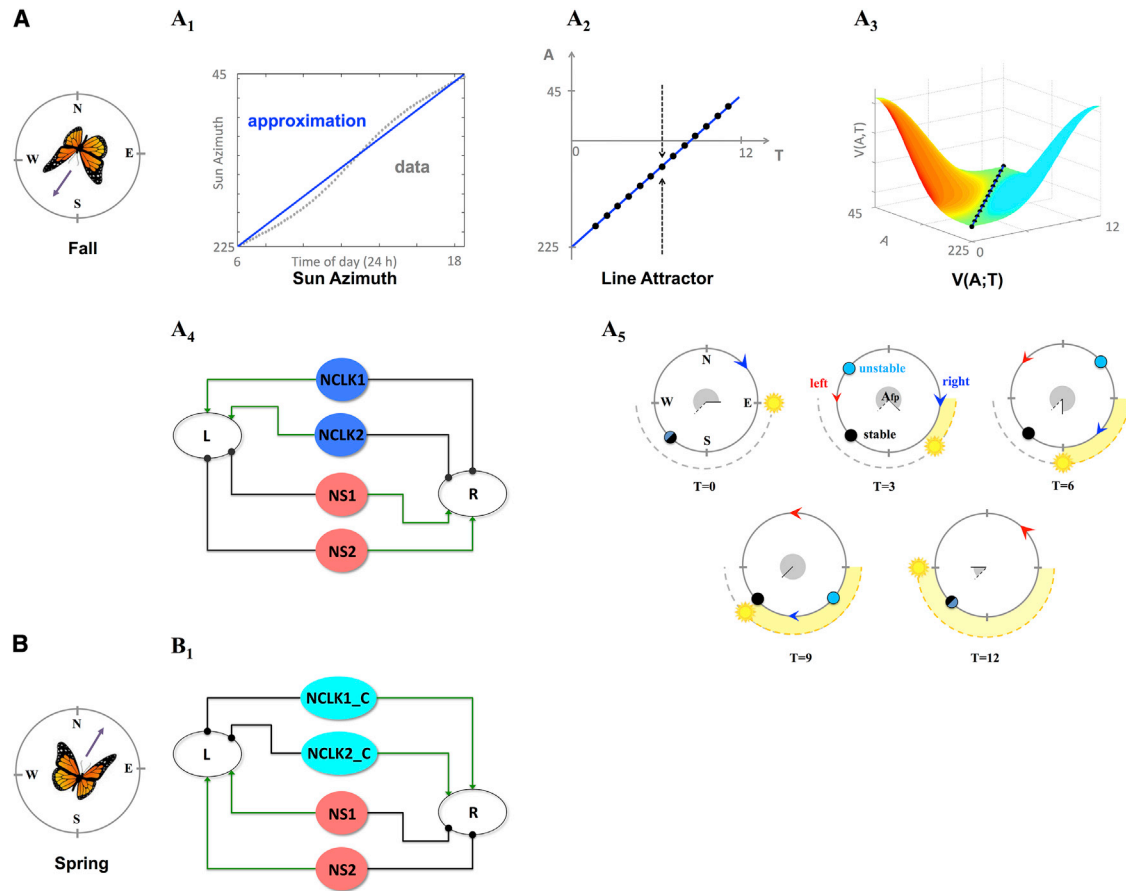 A
N
W
E
S
Fall
A1
45
Sun Azimuth
approximation
data
225
6
Time of day (24 h)
18
Sun Azimuth
A2
A
45
0
12
T
225
Line Attractor
A3
V(A,T)
45
A
225
0
12
V(A;T)
A4
NCLK1
L
NCLK2
NS1
R
NS2
A5
N
W
E
S
T=0
unstable
left
right
Afp
stable
T=3
T=6
T=9
T=12
B
N
W
E
S
Spring
B1
NCLK1_C
L
NCLK2_C
NS1
R
NS2